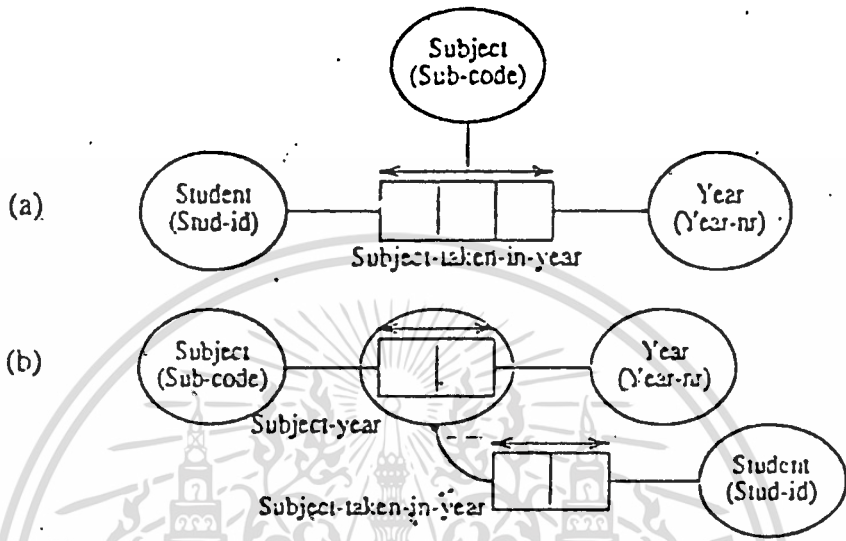 Subject
(Sub-code)
(a)
Student
(Stud-id)
Year
(Year-nr)
Subject-taken-in-year
(b)
Subject
(Sub-code)
Year
(Year-nr)
Subject-year
Student
(Stud-id)
Subject-taken-in-year